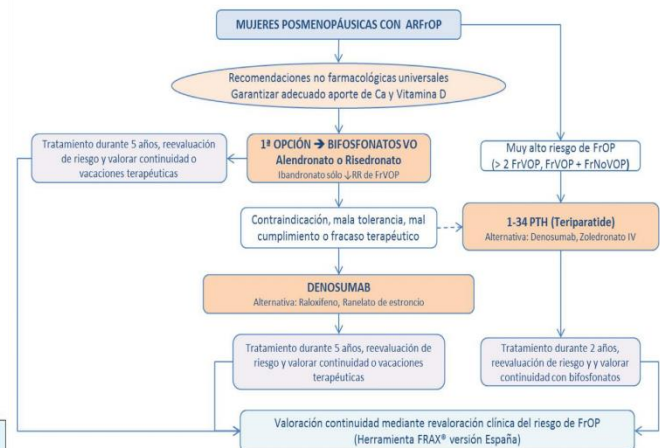 MUJERES POSMENOPÁUSICAS CON ARFrOP
Recomendaciones no farmacológicas universales
Garantizar adecuado aporte de Ca y Vitamina D
Tratamiento durante 5 años, reevaluación
de riesgo y valorar continuidad o
vacaciones terapéuticas
1ª OPCIÓN → BIFOSFONATOS VO
Alendronato o Risedronato
Ibandronato sólo ↓RR de FrVOP
Muy alto riesgo de FrOP
(> 2 FrVOP, FrVOP + FrNoVOP)
Contraindicación, mala tolerancia, mal
cumplimiento o fracaso terapéutico
1-34 PTH (Teriparatide)
Alternativa: Denosumab, Zoledronato IV
DENOSUMAB
Alternativa: Raloxifeno, Ranelato de estroncio
Tratamiento durante 5 años, reevaluación de
riesgo y valorar continuidad o vacaciones
terapéuticas
Tratamiento durante 2 años,
reevaluación de riesgo y y valorar
continuidad con bifosfonatos
Valoración continuidad mediante revaloración clínica del riesgo de FrOP
(Herramienta FRAX® versión España)